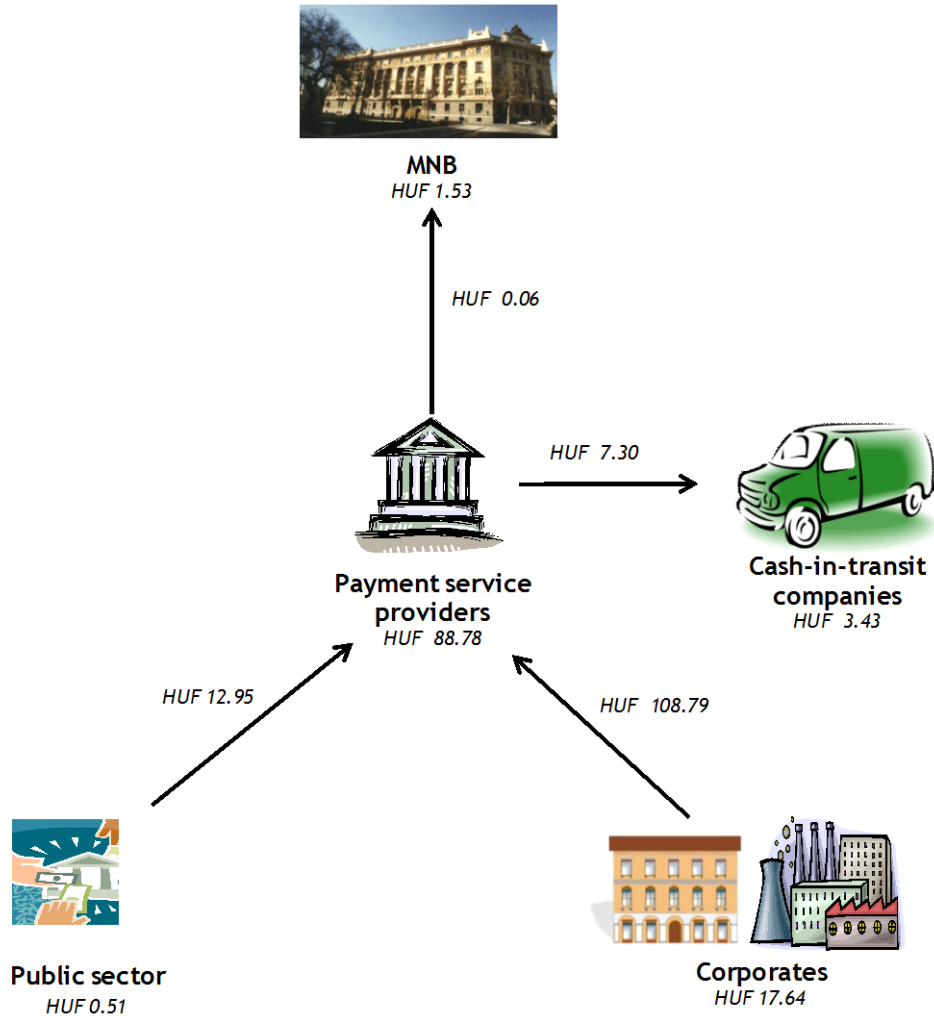 MNB
HUF 1.53
HUF 0.06
HUF 7.30
Payment service
providers
HUF 88.78
Cash-in-transit
companies
HUF 3.43
HUF 12.95
HUF 108.79
Public sector
HUF 0.51
Corporates
HUF 17.64